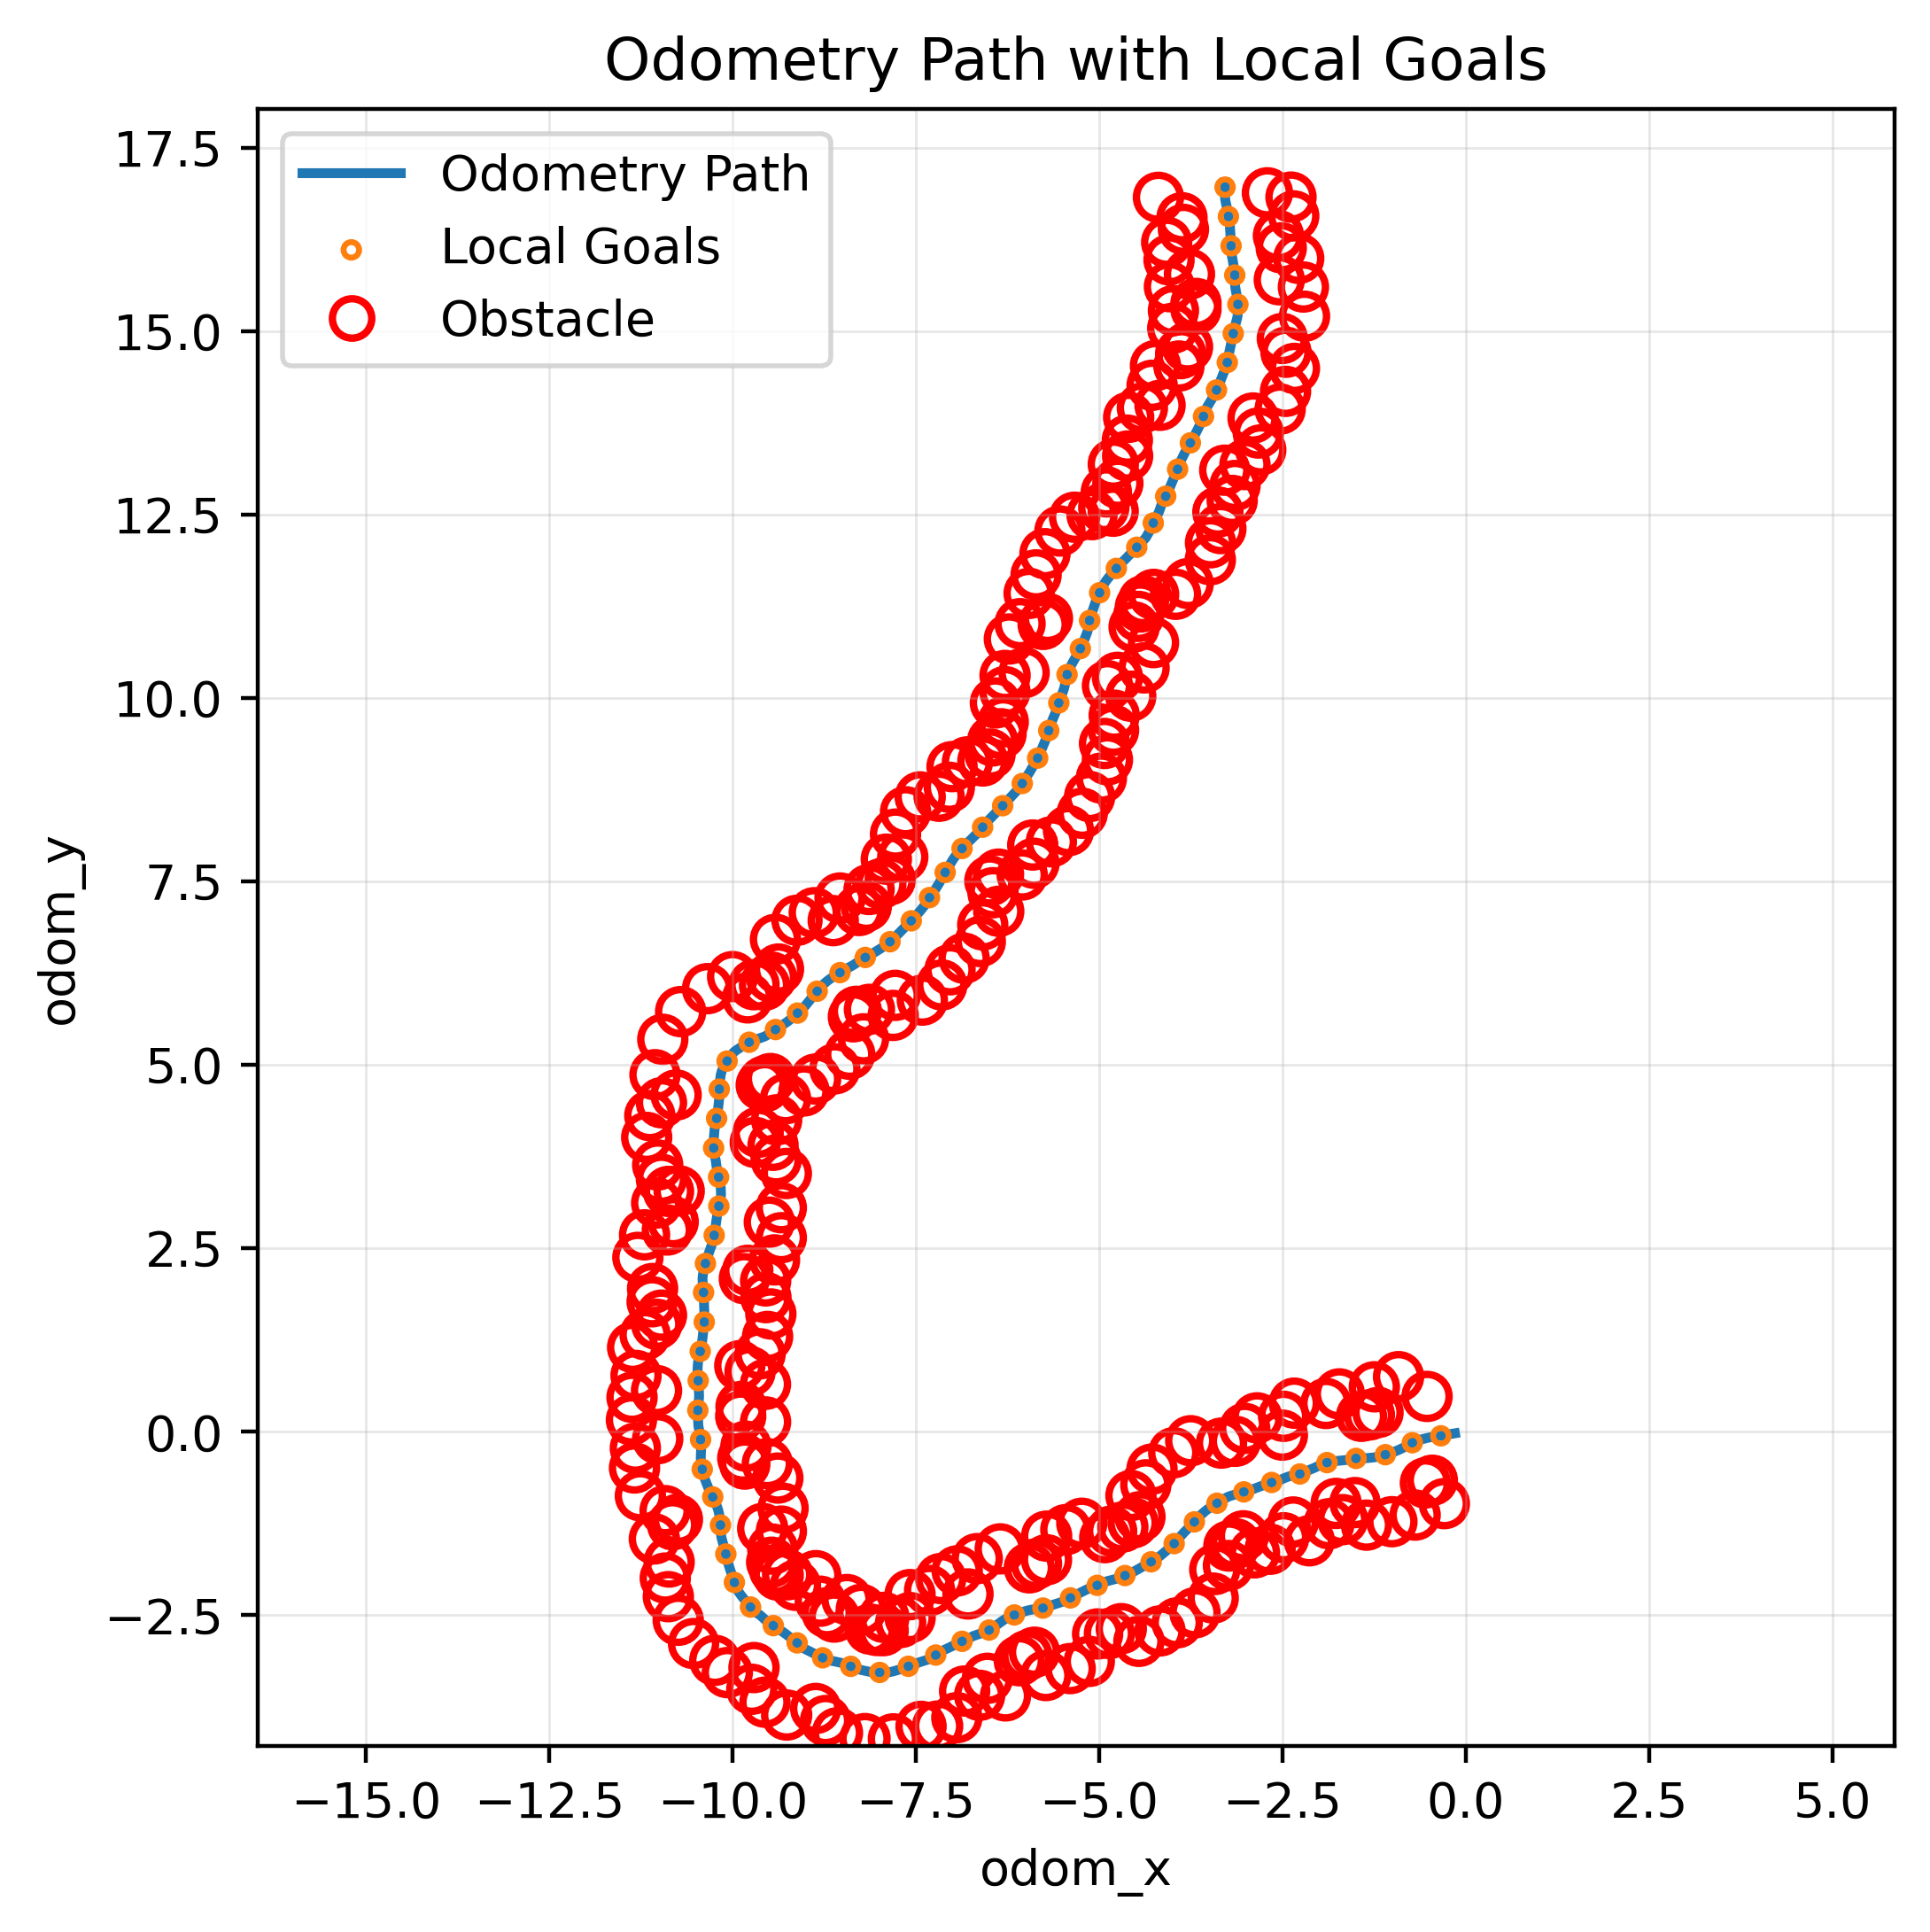 Odometry Path with Local Goals
Odometry Path
Local Goals
Obstacle
17.5
15.0
12.5
10.0
7.5
5.0
2.5
0.0
−2.5
odom_y
−15.0 −12.5 −10.0 −7.5 −5.0 −2.5 0.0 2.5 5.0
odom_x